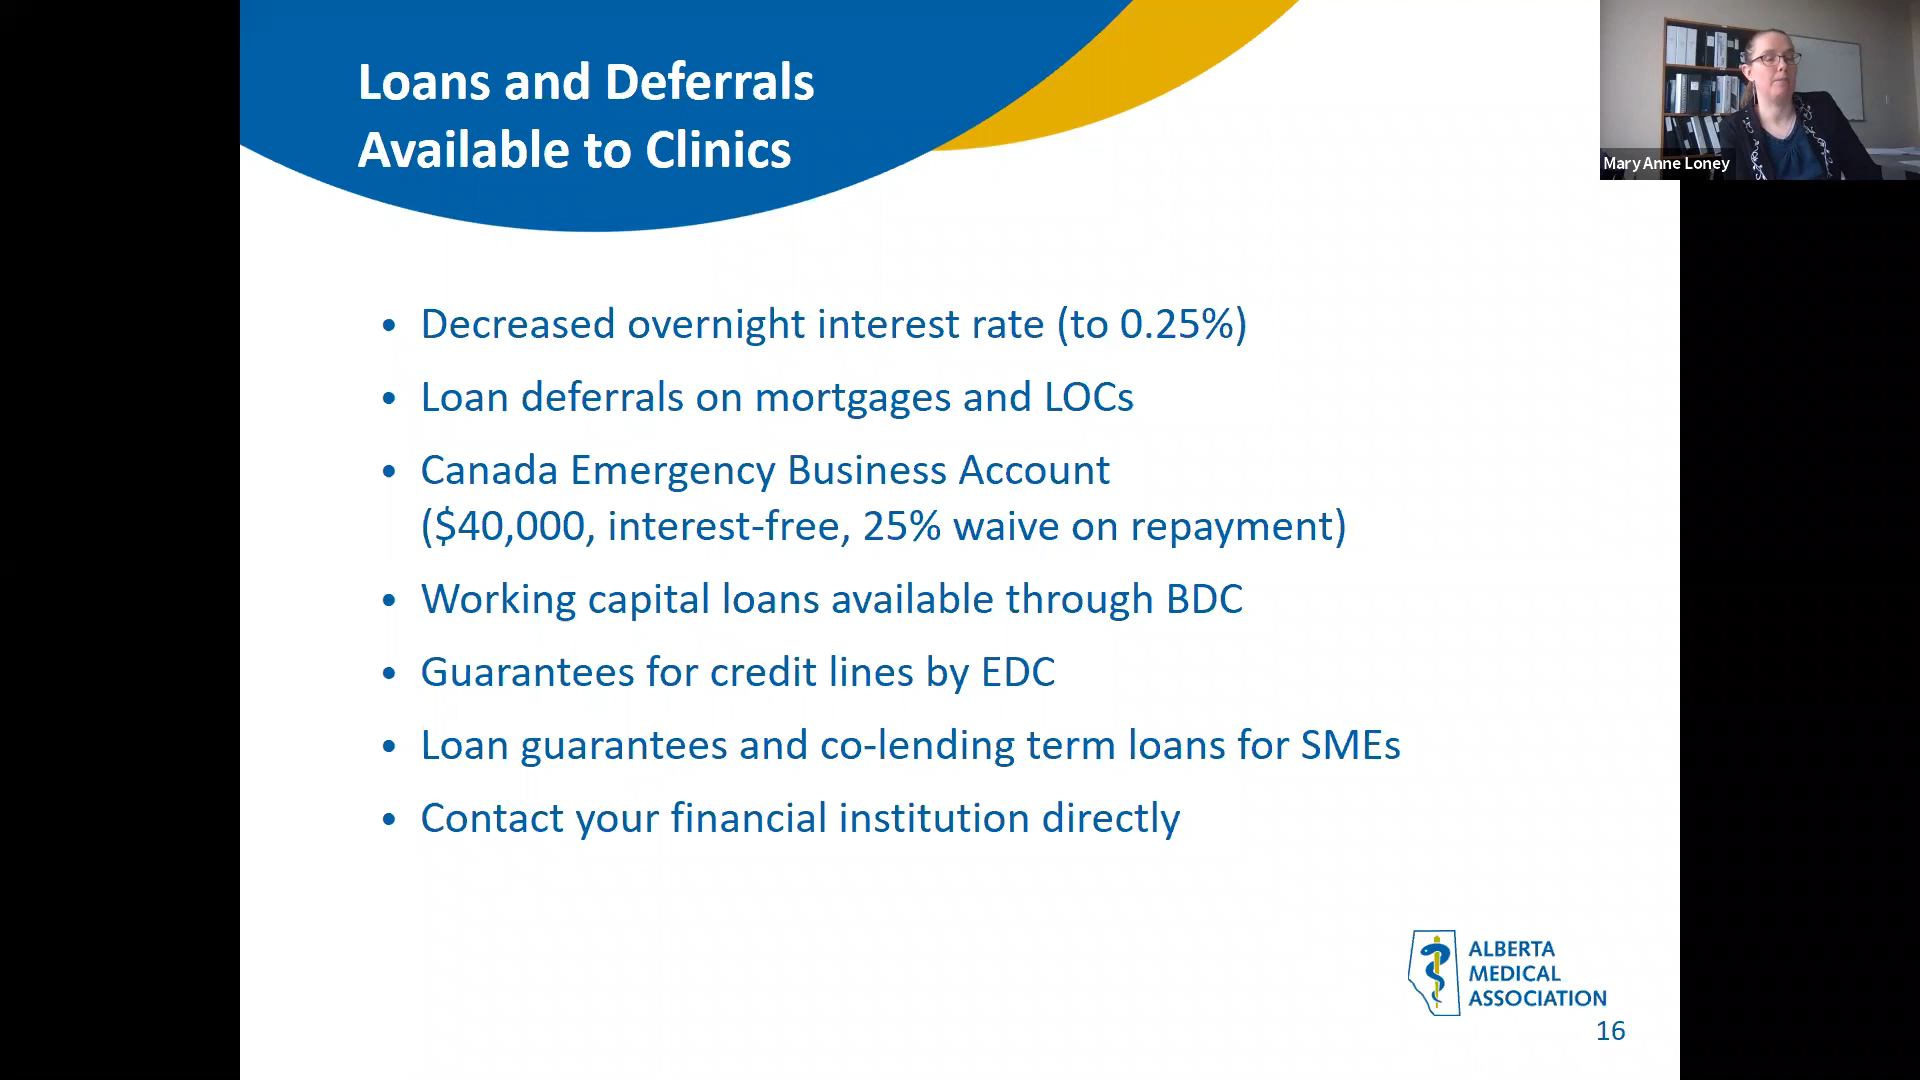 Loans and Deferrals
Available to Clinics
Mary Anne Loney
• Decreased overnight interest rate (to 0.25%)
• Loan deferrals on mortgages and LOCs
• Canada Emergency Business Account
($40,000, interest-free, 25% waive on repayment)
• Working capital loans available through BDC
• Guarantees for credit lines by EDC
• Loan guarantees and co-lending term loans for SMEs
• Contact your financial institution directly
ALBERTA
MEDICAL
ASSOCIATION
16